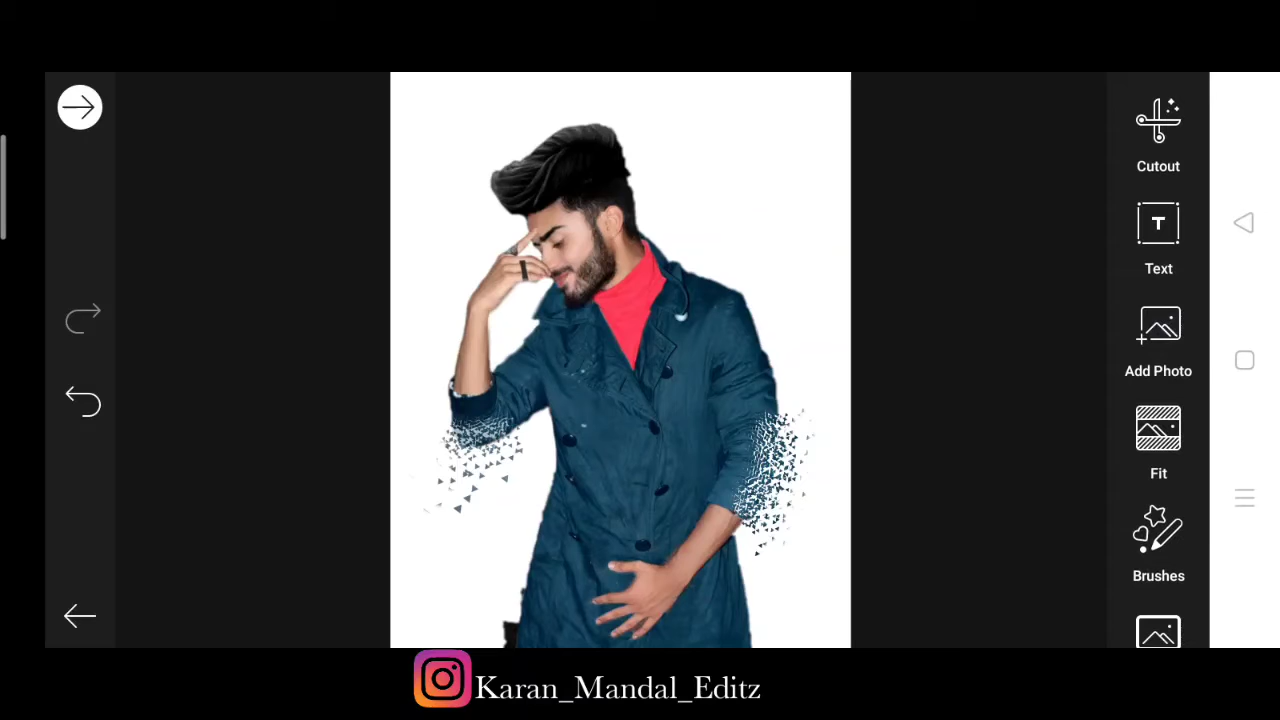 Cutout
T
Text
Add Photo
Fit
Brushes
Karan_Mandal_Editz